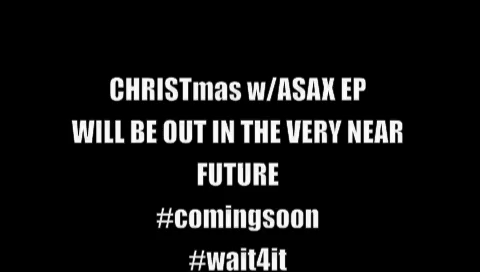 CHRISTmas w/ASAX EP
WILL BE OUT IN THE VERY NEAR
FUTURE
#comingsoon
#wait4it